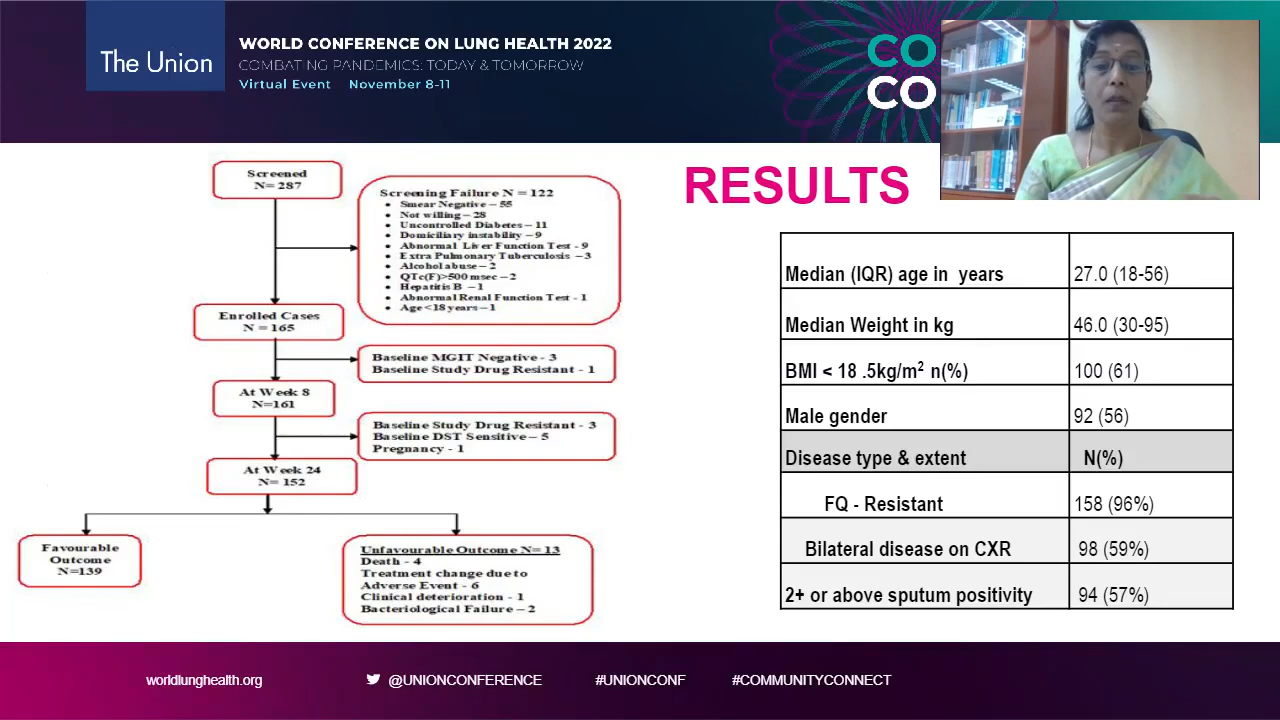 The Union
WORLD CONFERENCE ON LUNG HEALTH 2022
COMBATING PANDEMICS: TODAY & TOMORROW
Virtual Event November 8-11
CO
CO
Screened
N= 287
Screening Failure N = 122
• Smear Negative – 55
• Not willing – 28
• Uncontrolled Diabetes – 11
• Domiciliary instability – 9
• Abnormal Liver Function Test - 9
• Extra Pulmonary Tuberculosis – 3
• Alcohol abuse – 2
• QTc(F)>500 msec – 2
• Hepatitis B – 1
• Abnormal Renal Function Test - 1
• Age <18 years – 1
Enrolled Cases
N = 165
Baseline MGIT Negative - 3
Baseline Study Drug Resistant - 1
At Week 8
N=161
Baseline Study Drug Resistant - 3
Baseline DST Sensitive – 5
Pregnancy - 1
At Week 24
N= 152
Favourable
Outcome
N=139
Unfavourable Outcome N= 13
Death - 4
Treatment change due to
Adverse Event - 6
Clinical deterioration - 1
Bacteriological Failure – 2
RESULTS
Median (IQR) age in years 27.0 (18-56)
Median Weight in kg 46.0 (30-95)
BMI < 18 .5kg/m² n(%) 100 (61)
Male gender 92 (56)
Disease type & extent N(%)
FQ - Resistant 158 (96%)
Bilateral disease on CXR 98 (59%)
2+ or above sputum positivity 94 (57%)
worldlunghealth.org @UNIONCONFERENCE #UNIONCONF #COMMUNITYCONNECT